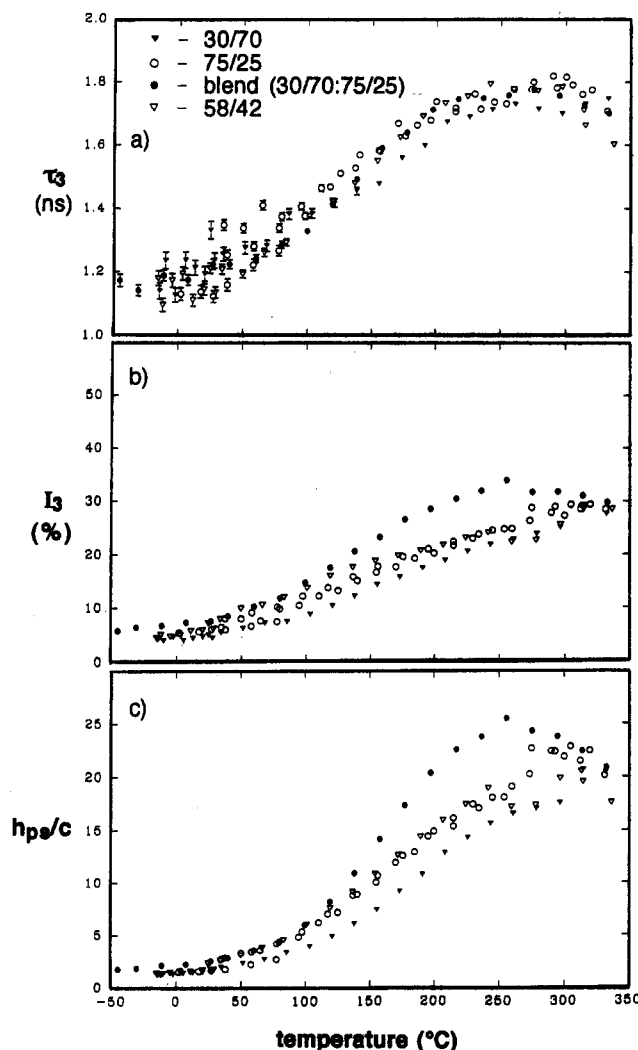 2.0
▼ – 30/70
○ – 75/25
● – blend (30/70:75/25)
▽ – 58/42
1.8
a)
1.6
τ3
(ns)
1.4
1.2
1.0
b)
50
40
I3
30
(%)
20
10
0
c)
25
20
hps/c
15
10
5
0
-50 0 50 100 150 200 250 300 350
temperature (°C)